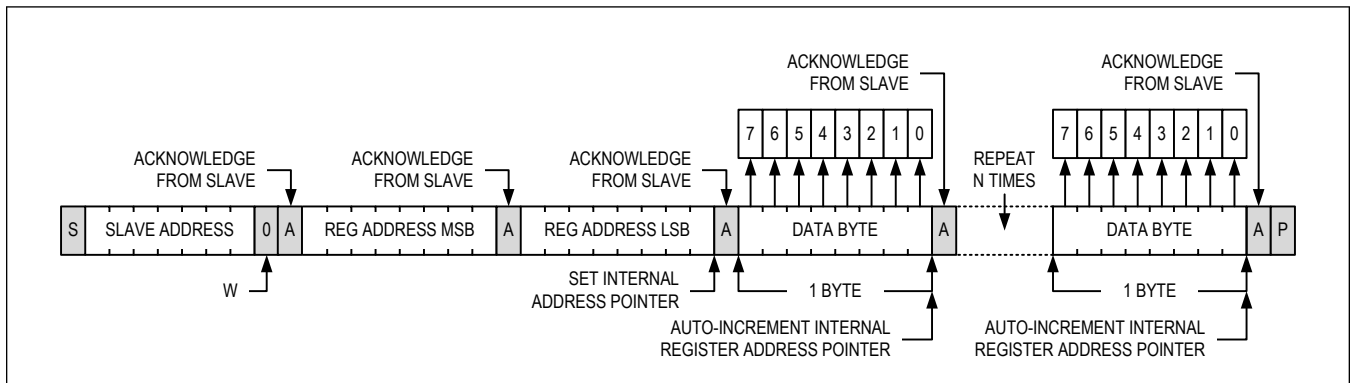 ACKNOWLEDGE
FROM SLAVE
ACKNOWLEDGE
FROM SLAVE
7 6 5 4 3 2 1 0
7 6 5 4 3 2 1 0
ACKNOWLEDGE
FROM SLAVE
ACKNOWLEDGE
FROM SLAVE
ACKNOWLEDGE
FROM SLAVE
REPEAT
N TIMES
S SLAVE ADDRESS 0 A REG ADDRESS MSB A REG ADDRESS LSB A DATA BYTE A DATA BYTE A P
W
SET INTERNAL
ADDRESS POINTER
1 BYTE
1 BYTE
AUTO-INCREMENT INTERNAL
REGISTER ADDRESS POINTER
AUTO-INCREMENT INTERNAL
REGISTER ADDRESS POINTER